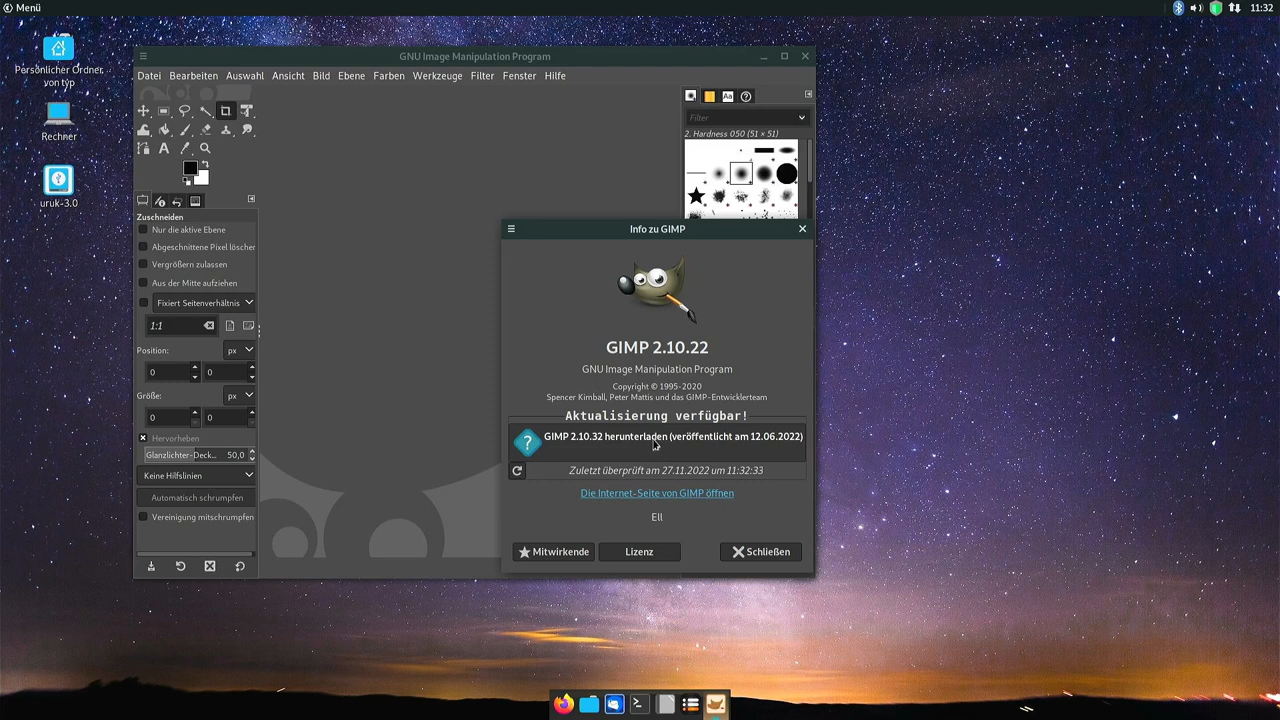 Menü
11:32
Persönlicher Ordner
von typ
Rechner
uruk-3.0
GNU Image Manipulation Program
Datei Bearbeiten Auswahl Ansicht Bild Ebene Farben Werkzeuge Filter Fenster Hilfe
Aa
Filter
2. Hardness 050 (51 × 51)
Zuschneiden
Nur die aktive Ebene
Abgeschnittene Pixel löschen
Vergrößern zulassen
Aus der Mitte aufziehen
Fixiert Seitenverhältnis
1:1
Position: px
0 0
Größe: px
0 0
Hervorheben
Glanzlichter-Deck... 50,0
Keine Hilfslinien
Automatisch schrumpfen
Vereinigung mitschrumpfen
Info zu GIMP
GIMP 2.10.22
GNU Image Manipulation Program
Copyright © 1995-2020
Spencer Kimball, Peter Mattis und das GIMP-Entwicklerteam
Aktualisierung verfügbar!
GIMP 2.10.32 herunterladen (veröffentlicht am 12.06.2022)
Zuletzt überprüft am 27.11.2022 um 11:32:33
Die Internet-Seite von GIMP öffnen
Ell
Mitwirkende Lizenz Schließen